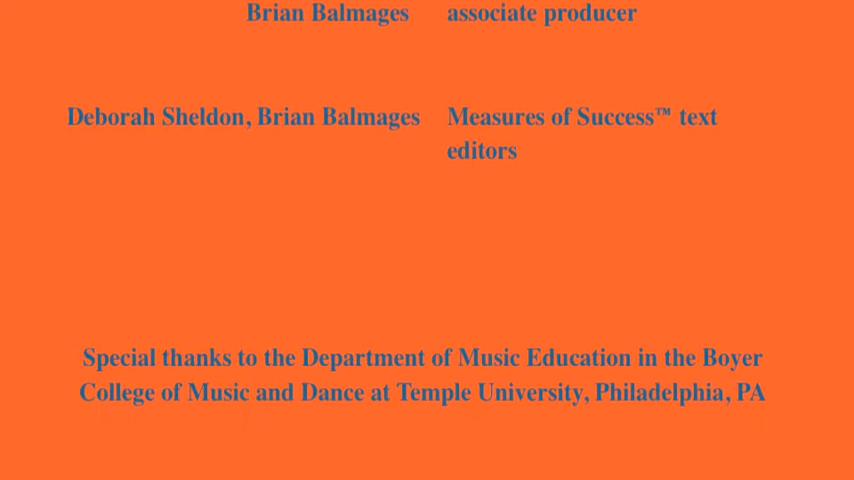 Brian Balmages associate producer
Deborah Sheldon, Brian Balmages Measures of Success™ text
editors
Special thanks to the Department of Music Education in the Boyer
College of Music and Dance at Temple University, Philadelphia, PA